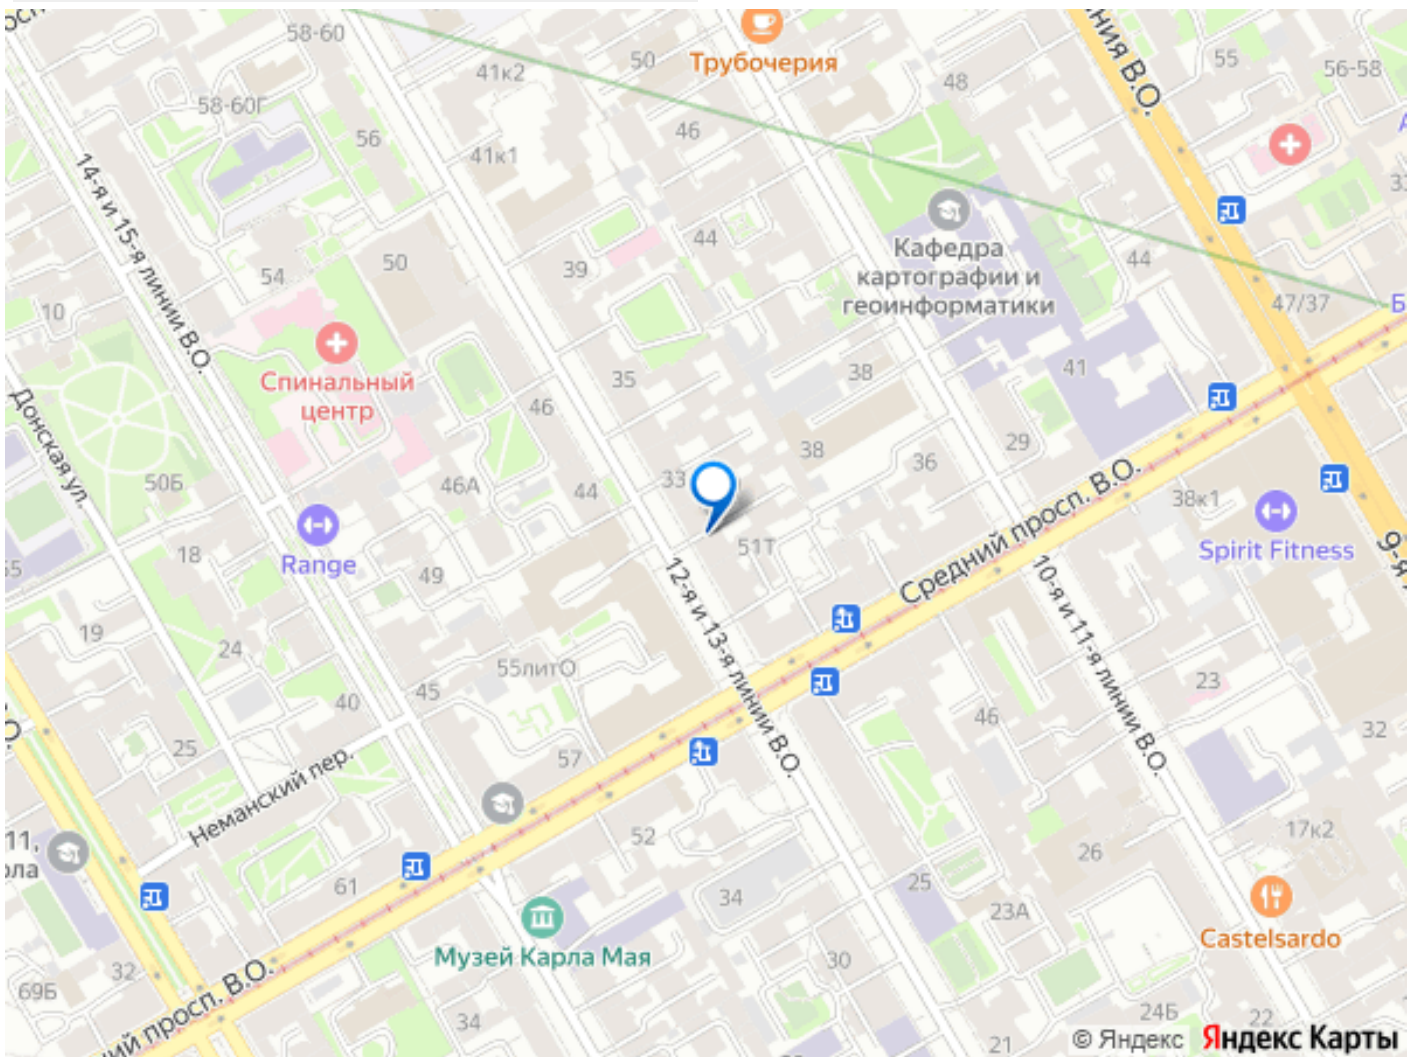 58-60
41к2
50
Трубочерия
48
55
56-58
58-60Г
56
46
41к1
14-я и 15-я линии В.О.
44
Кафедра
картографии и
геоинформатики
44
54
50
39
10
47/37
Спинальный
центр
35
38
41
46
Донская ул.
50Б
46А
44
33
38
36
29
Средний просп. В.О.
38к1
Spirit Fitness
Range
18
49
51Т
12-я и 13-я линии В.О.
10-я и 11-я линии В.О.
19
24
55литО
40
45
23
46
32
25
Неманский пер.
57
52
17к2
61
26
34
25
23А
Castelsardo
Музей Карла Мая
30
32
69Б
34
24Б
22
21
© Яндекс Яндекс Карты